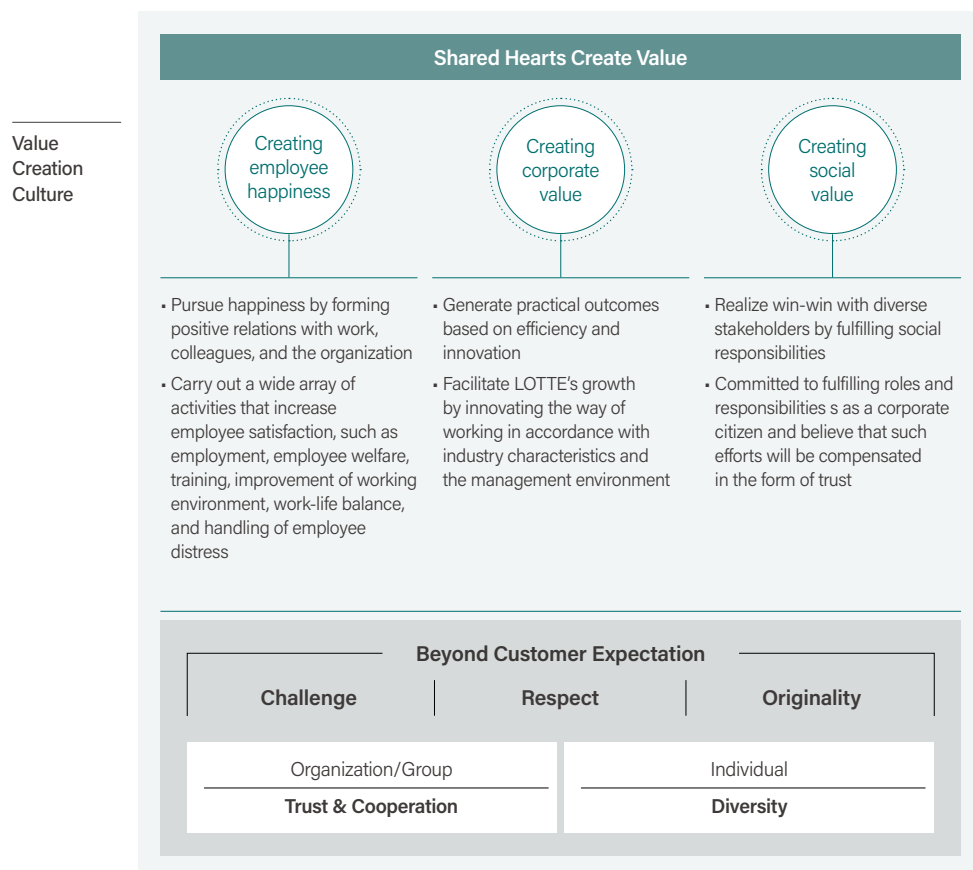 Shared Hearts Create Value
Value
Creation
Culture
Creating
employee
happiness
Creating
corporate
value
Creating
social
value
▪ Pursue happiness by forming
positive relations with work,
colleagues, and the organization
▪ Carry out a wide array of
activities that increase
employee satisfaction, such as
employment, employee welfare,
training, improvement of working
environment, work-life balance,
and handling of employee
distress
▪ Generate practical outcomes
based on efficiency and
innovation
▪ Facilitate LOTTE’s growth
by innovating the way of
working in accordance with
industry characteristics and
the management environment
▪ Realize win-win with diverse
stakeholders by fulfilling social
responsibilities
▪ Committed to fulfilling roles and
responsibilities s as a corporate
citizen and believe that such
efforts will be compensated
in the form of trust
Beyond Customer Expectation
Challenge
Respect
Originality
Organization/Group
Trust & Cooperation
Individual
Diversity